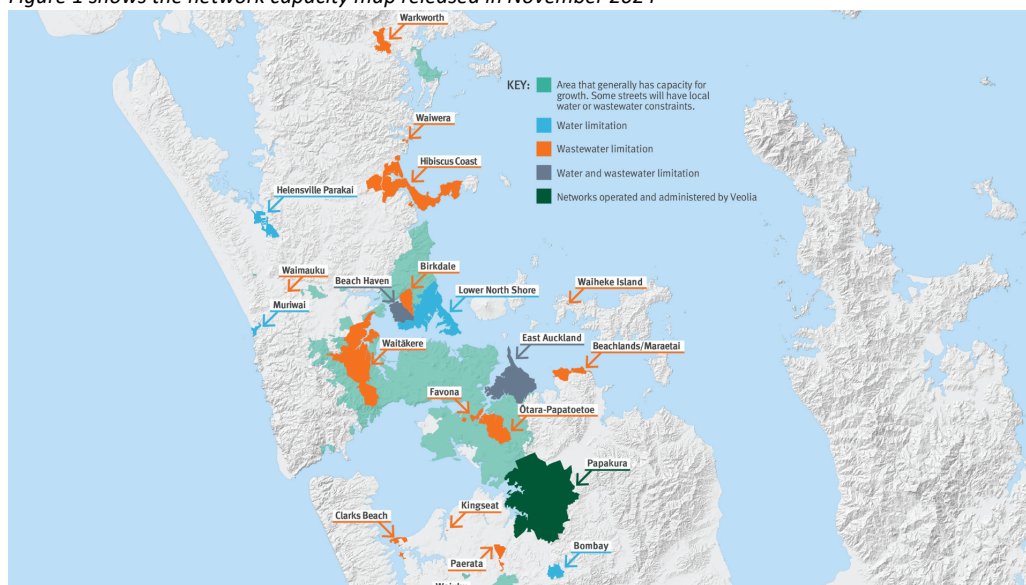 Figure 1 shows the network capacity map released in November 2024
Warkworth
KEY:
Area that generally has capacity for
growth. Some streets will have local
water or wastewater constraints.
Water limitation
Wastewater limitation
Water and wastewater limitation
Networks operated and administered by Veolia
Waiwera
Hibiscus Coast
Helensville Parakai
Waimauku
Birkdale
Beach Haven
Lower North Shore
Waiheke Island
Muriwai
Waitākere
East Auckland
Beachlands/Maraetai
Favona
Ōtara-Papatoetoe
Papakura
Kingseat
Clarks Beach
Paerata
Bombay